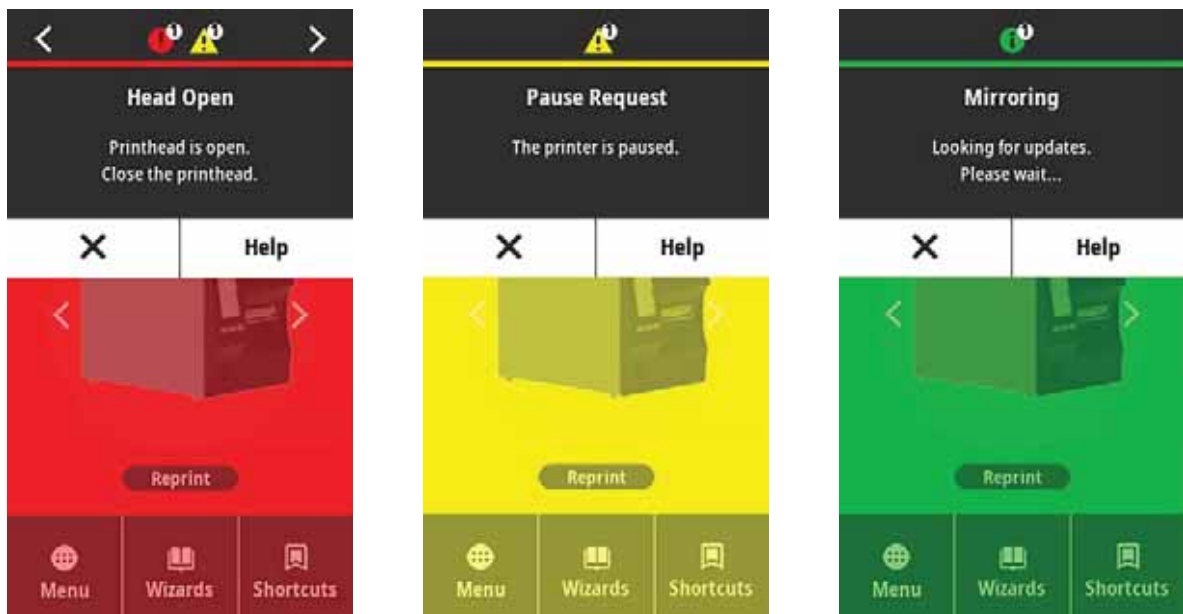 Head Open
Printhead is open.
Close the printhead.
Help
Reprint
Menu
Wizards
Shortcuts
Pause Request
The printer is paused.
Help
Reprint
Menu
Wizards
Shortcuts
Mirroring
Looking for updates.
Please wait...
Help
Reprint
Menu
Wizards
Shortcuts